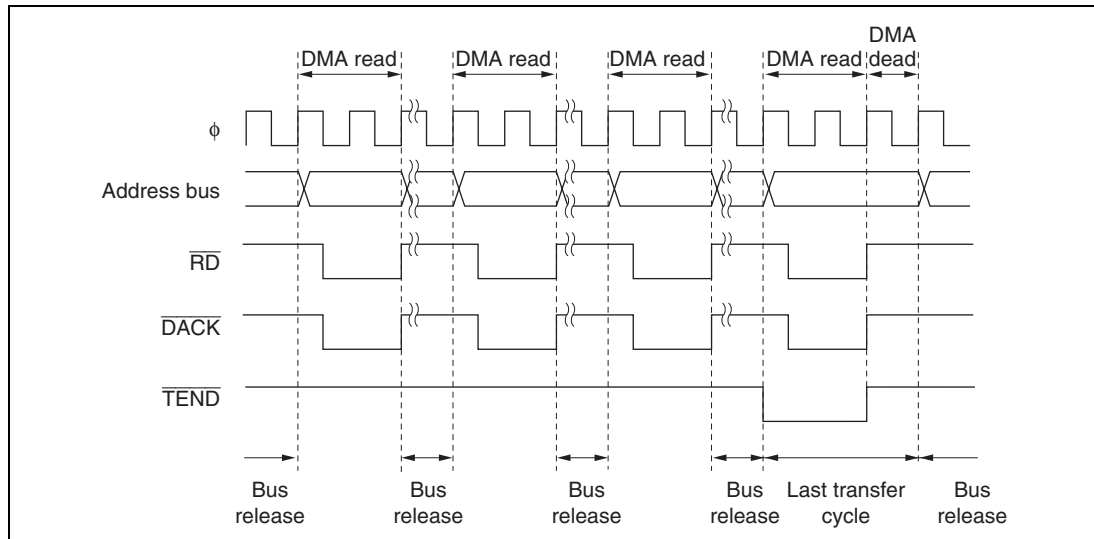 DMA
DMA read DMA read DMA read DMA read dead
ϕ
Address bus
RD
DACK
TEND
Bus release Bus release Bus release Bus release Last transfer cycle Bus release